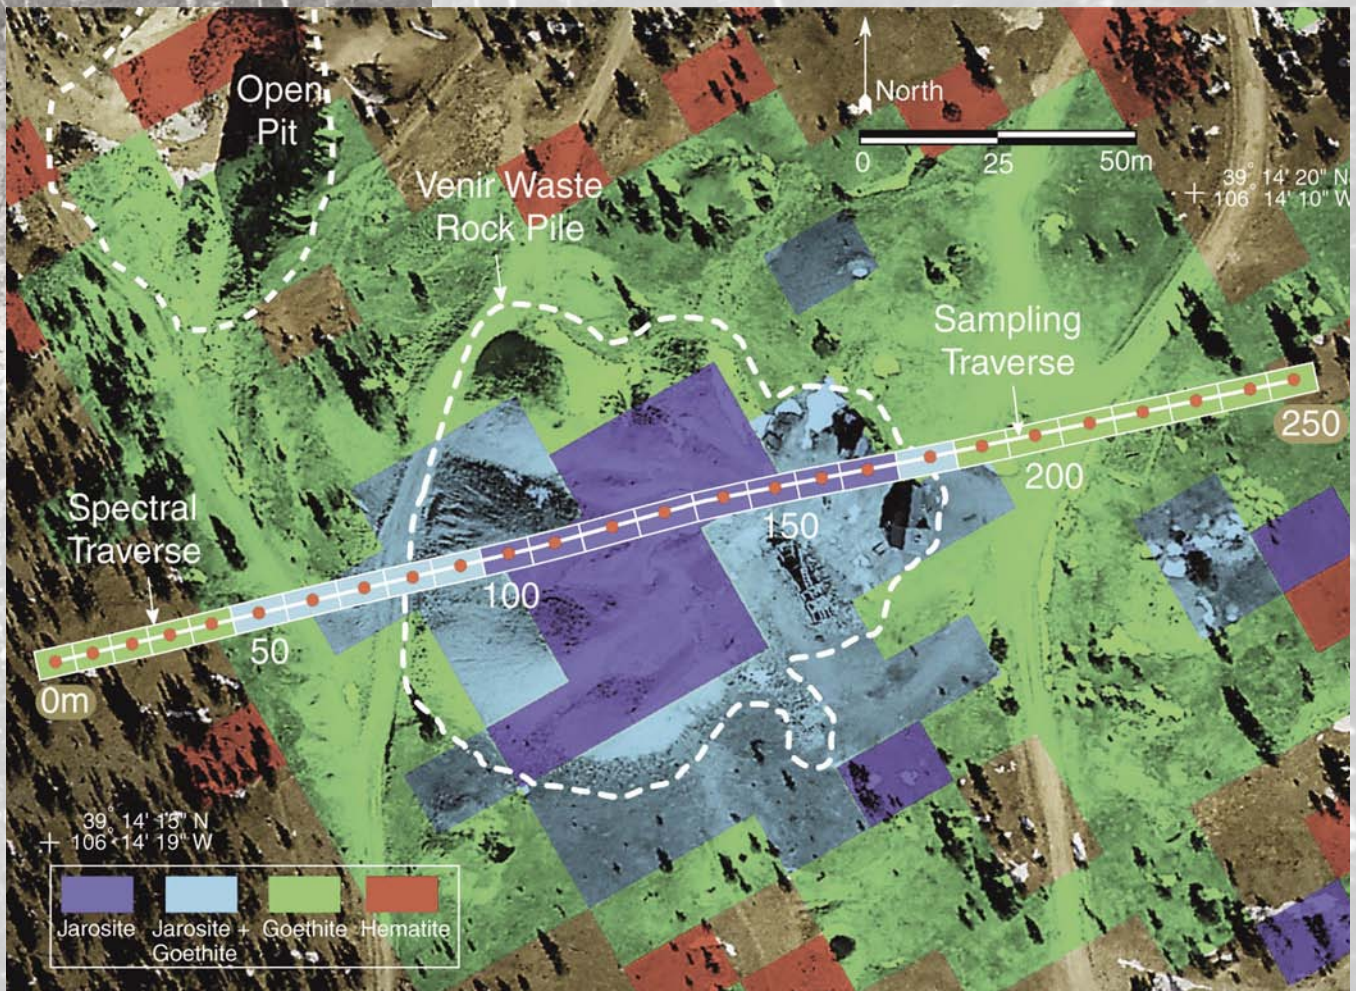 Open
Pit
North
0 25 50m
Venir Waste
Rock Pile
39° 14' 20" N
106° 14' 10" W
Sampling
Traverse
250
200
Spectral
Traverse
150
100
50
0m
39° 14' 13" N
106° 14' 19" W
Jarosite
Jarosite +
Goethite
Goethite
Hematite